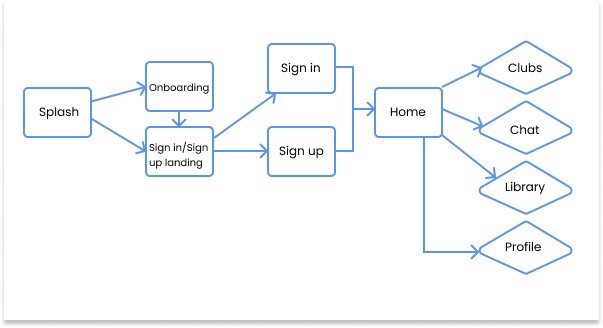 Splash
Onboarding
Sign in/Sign
up landing
Sign in
Sign up
Home
Clubs
Chat
Library
Profile